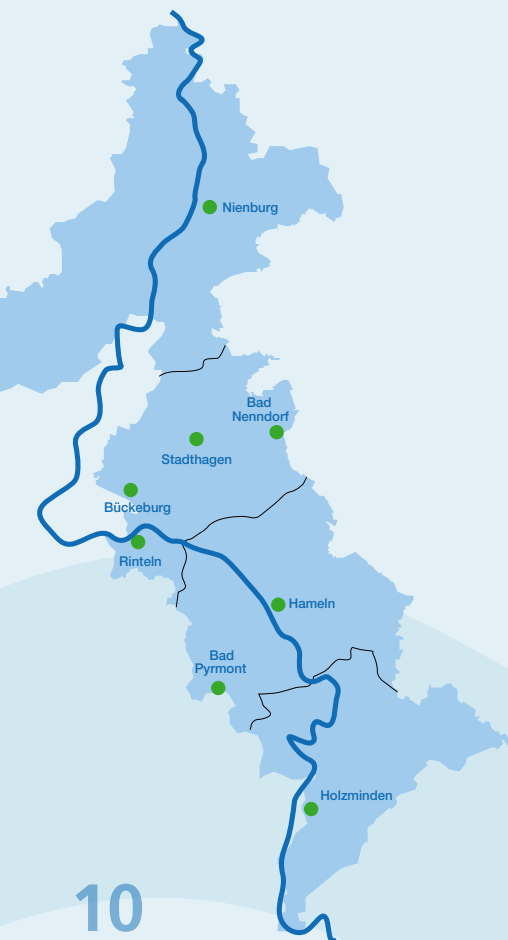 Nienburg
Bad
Nenndorf
Stadthagen
Bückeburg
Rinteln
Hameln
Bad
Pyrmont
Holzminden
10